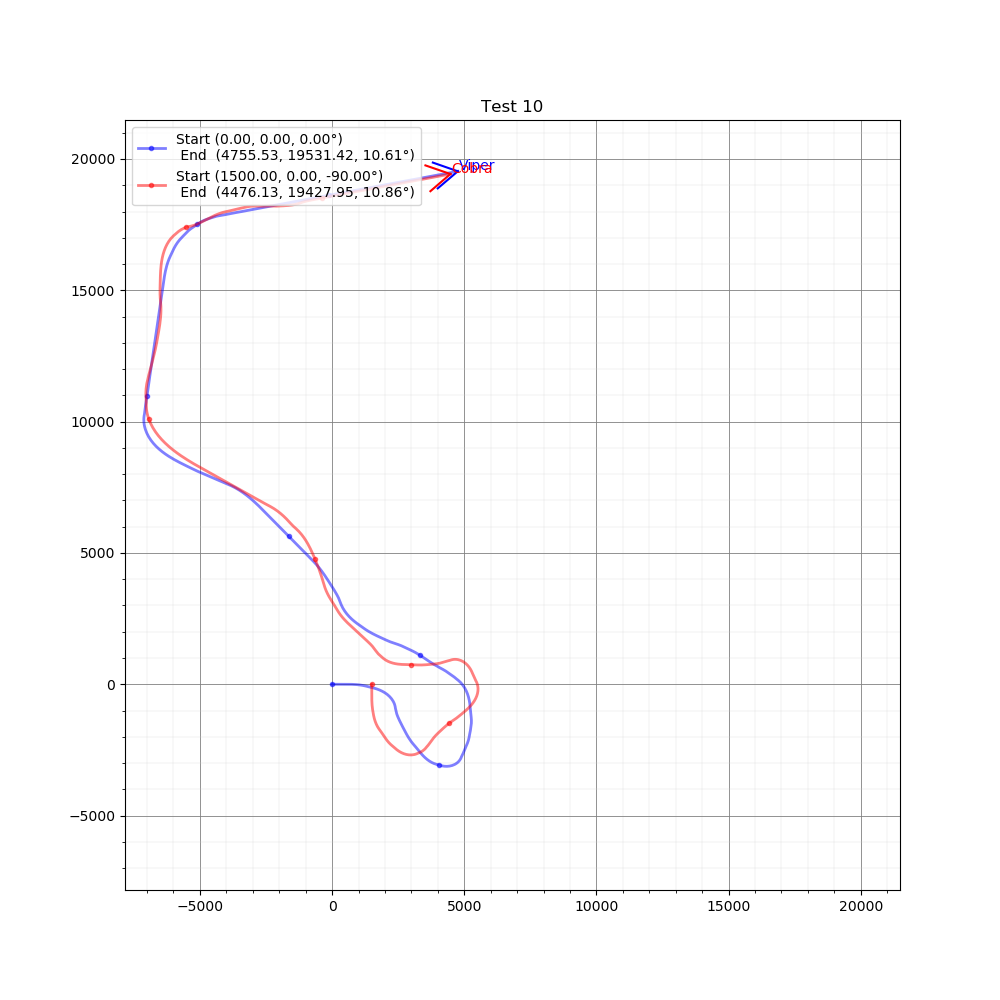 Test 10
Start (0.00, 0.00, 0.00°)
End (4755.53, 19531.42, 10.61°)
Start (1500.00, 0.00, -90.00°)
End (4476.13, 19427.95, 10.86°)
Viper
Cobra
20000
15000
10000
5000
0
−5000
−5000 0 5000 10000 15000 20000